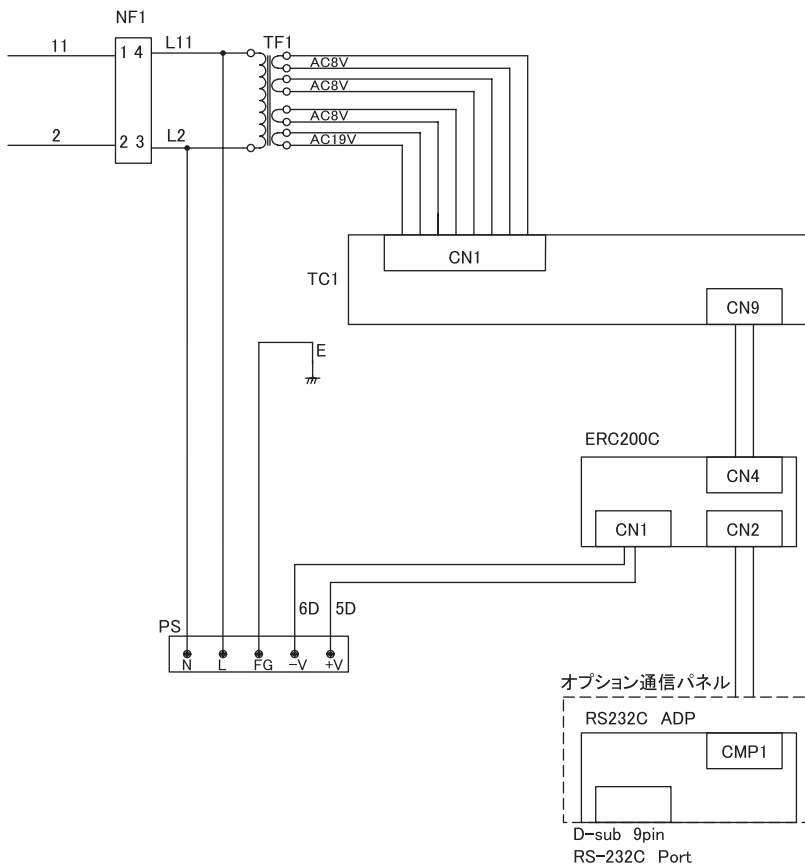 NF1
11
1 4
L11
TF1
AC8V
AC8V
AC8V
AC19V
2
2 3
L2
CN1
TC1
CN9
E
ERC200C
CN4
CN1
CN2
6D
5D
PS
N
L
FG
-V
+V
オプション通信パネル
RS232C ADP
CMP1
D-sub 9pin
RS-232C Port